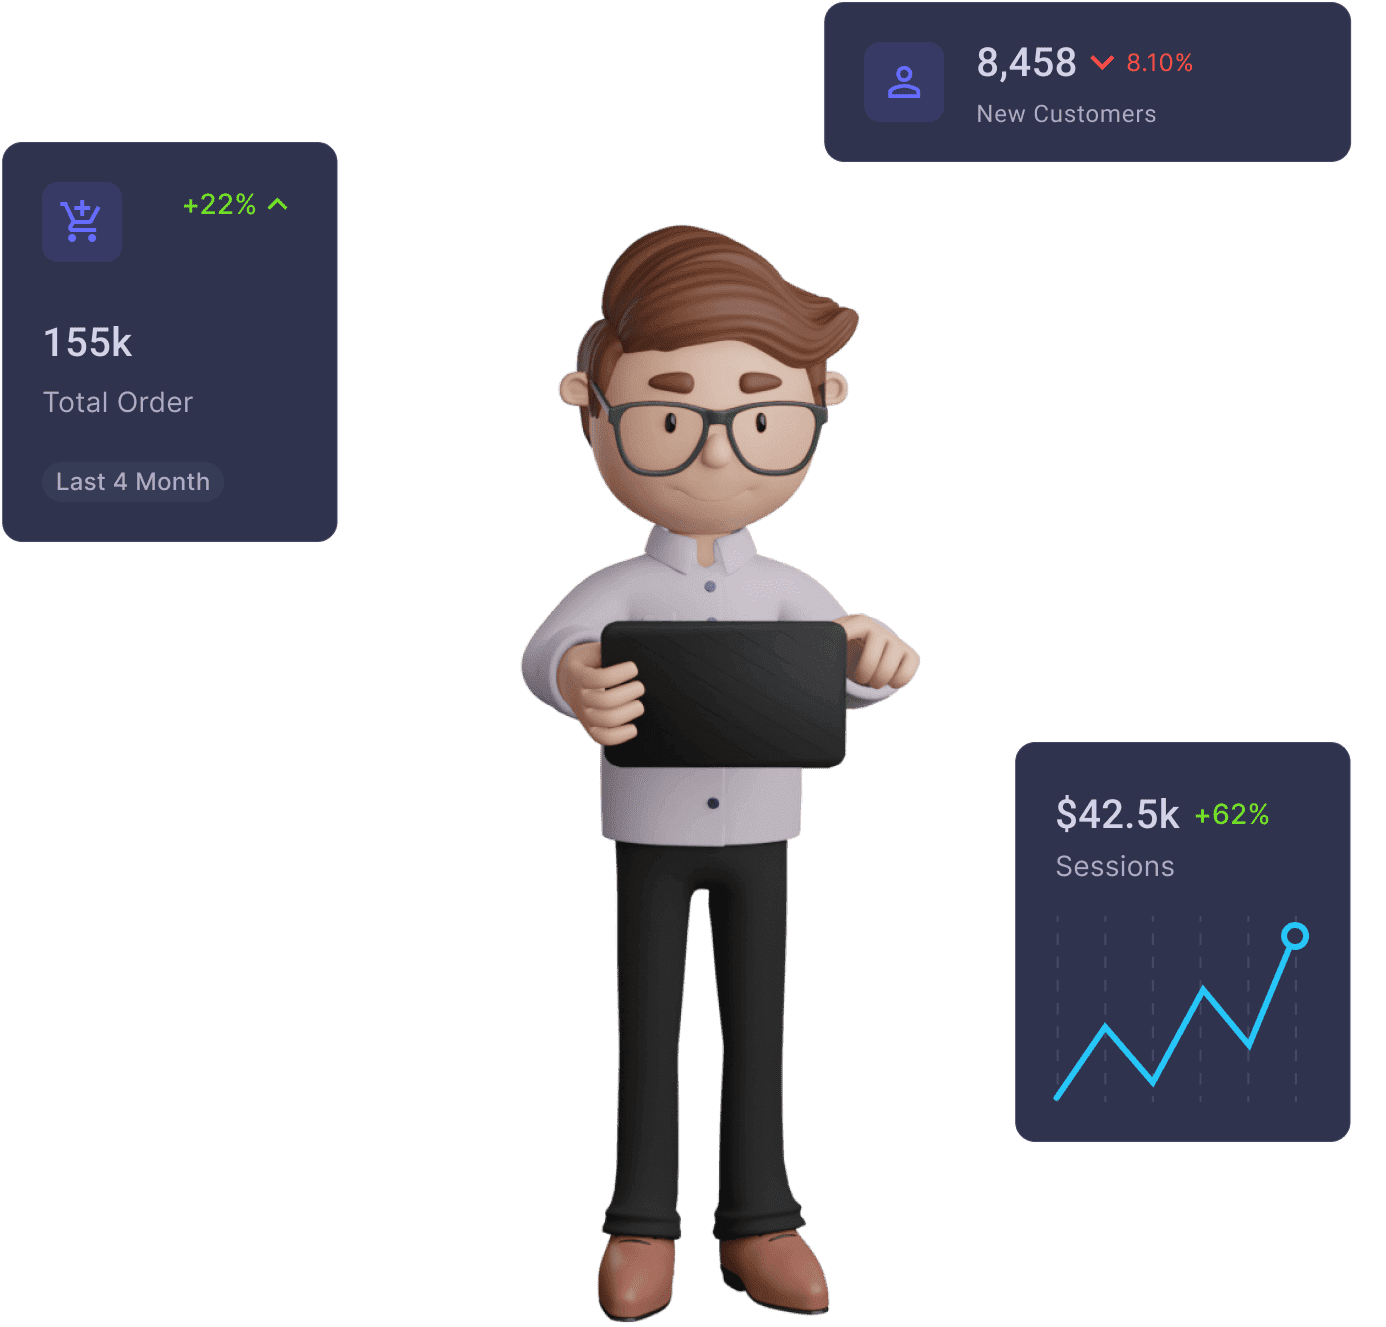 8,458 8.10%
New Customers
+22%
155k
Total Order
Last 4 Month
$42.5k +62%
Sessions